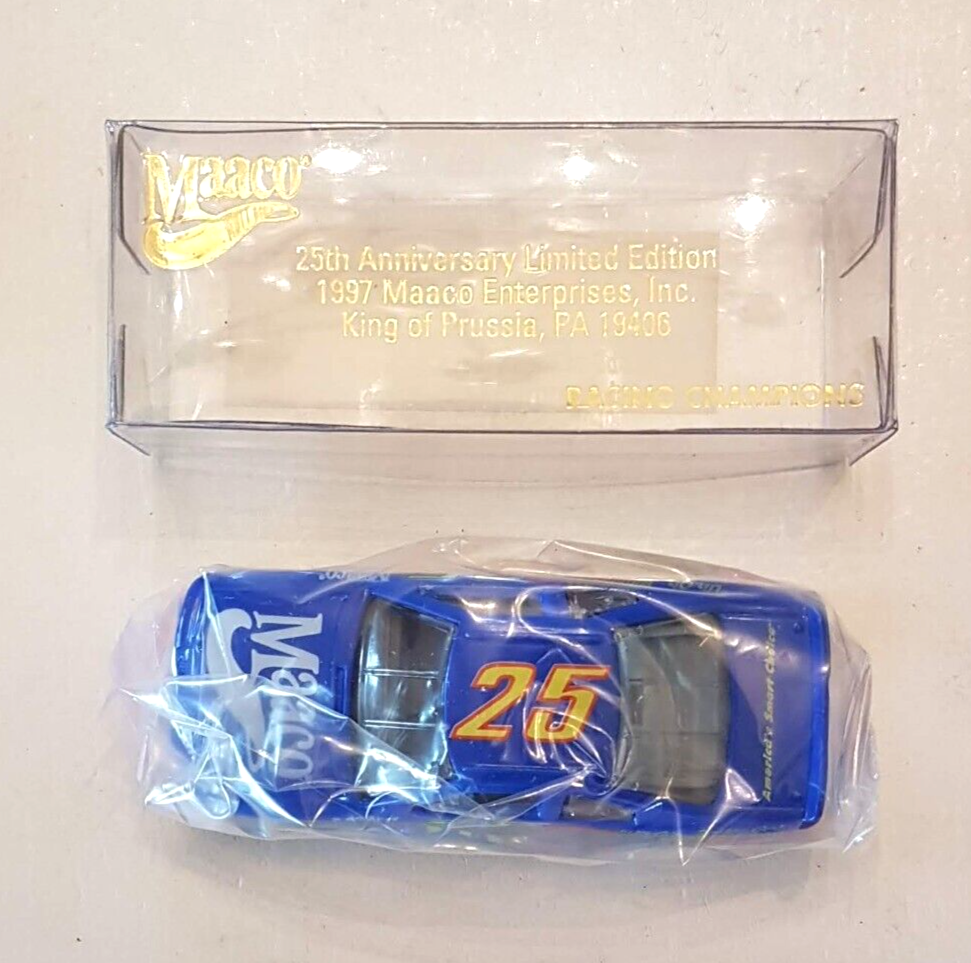 Maaco®
25th Anniversary Limited Edition
1997 Maaco Enterprises, Inc.
King of Prussia, PA 19406
RACING CHAMPIONS
Maaco
25
America's Smart Choice